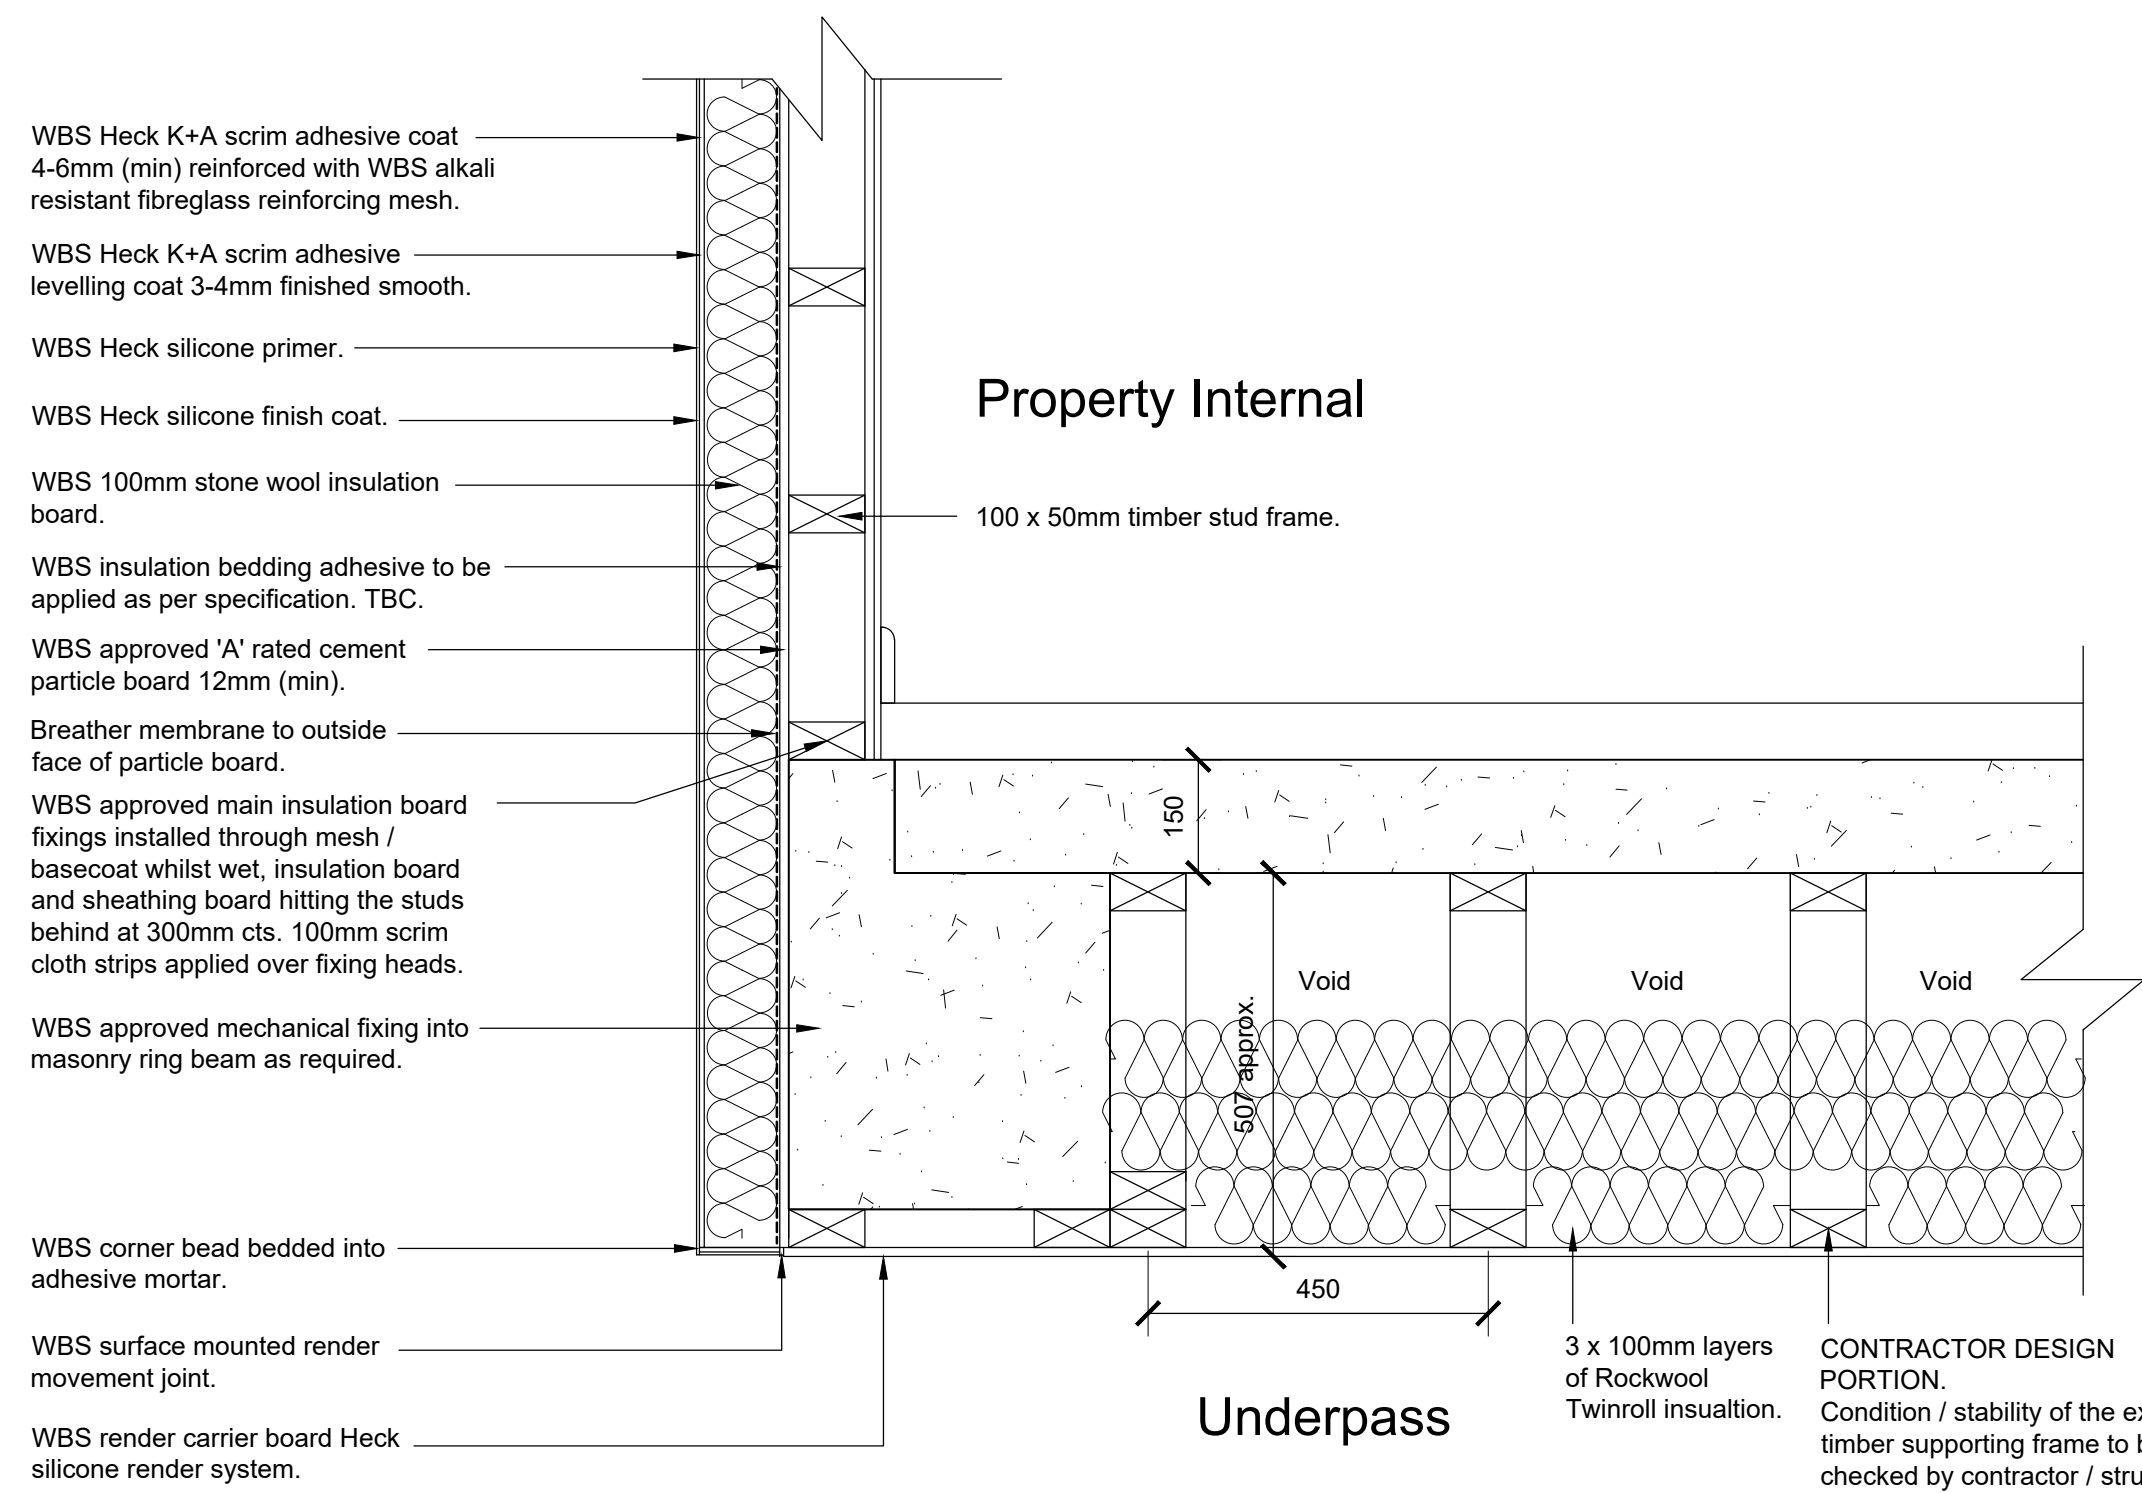 WBS Heck K+A scrim adhesive coat
4-6mm (min) reinforced with WBS alkali
resistant fibreglass reinforcing mesh.
WBS Heck K+A scrim adhesive
levelling coat 3-4mm finished smooth.
WBS Heck silicone primer.
WBS Heck silicone finish coat.
WBS 100mm stone wool insulation
board.
WBS insulation bedding adhesive to be
applied as per specification. TBC.
WBS approved 'A' rated cement
particle board 12mm (min).
Breather membrane to outside
face of particle board.
WBS approved main insulation board
fixings installed through mesh /
basecoat whilst wet, insulation board
and sheathing board hitting the studs
behind at 300mm cts. 100mm scrim
cloth strips applied over fixing heads.
WBS approved mechanical fixing into
masonry ring beam as required.
WBS corner bead bedded into
adhesive mortar.
WBS surface mounted render
movement joint.
WBS render carrier board Heck
silicone render system.
Property Internal
100 x 50mm timber stud frame.
150
Void
Void
Void
507 approx.
450
Underpass
3 x 100mm layers
of Rockwool
Twinroll insualtion.
CONTRACTOR DESIGN
PORTION.
Condition / stability of the
timber supporting frame to
checked by contractor /